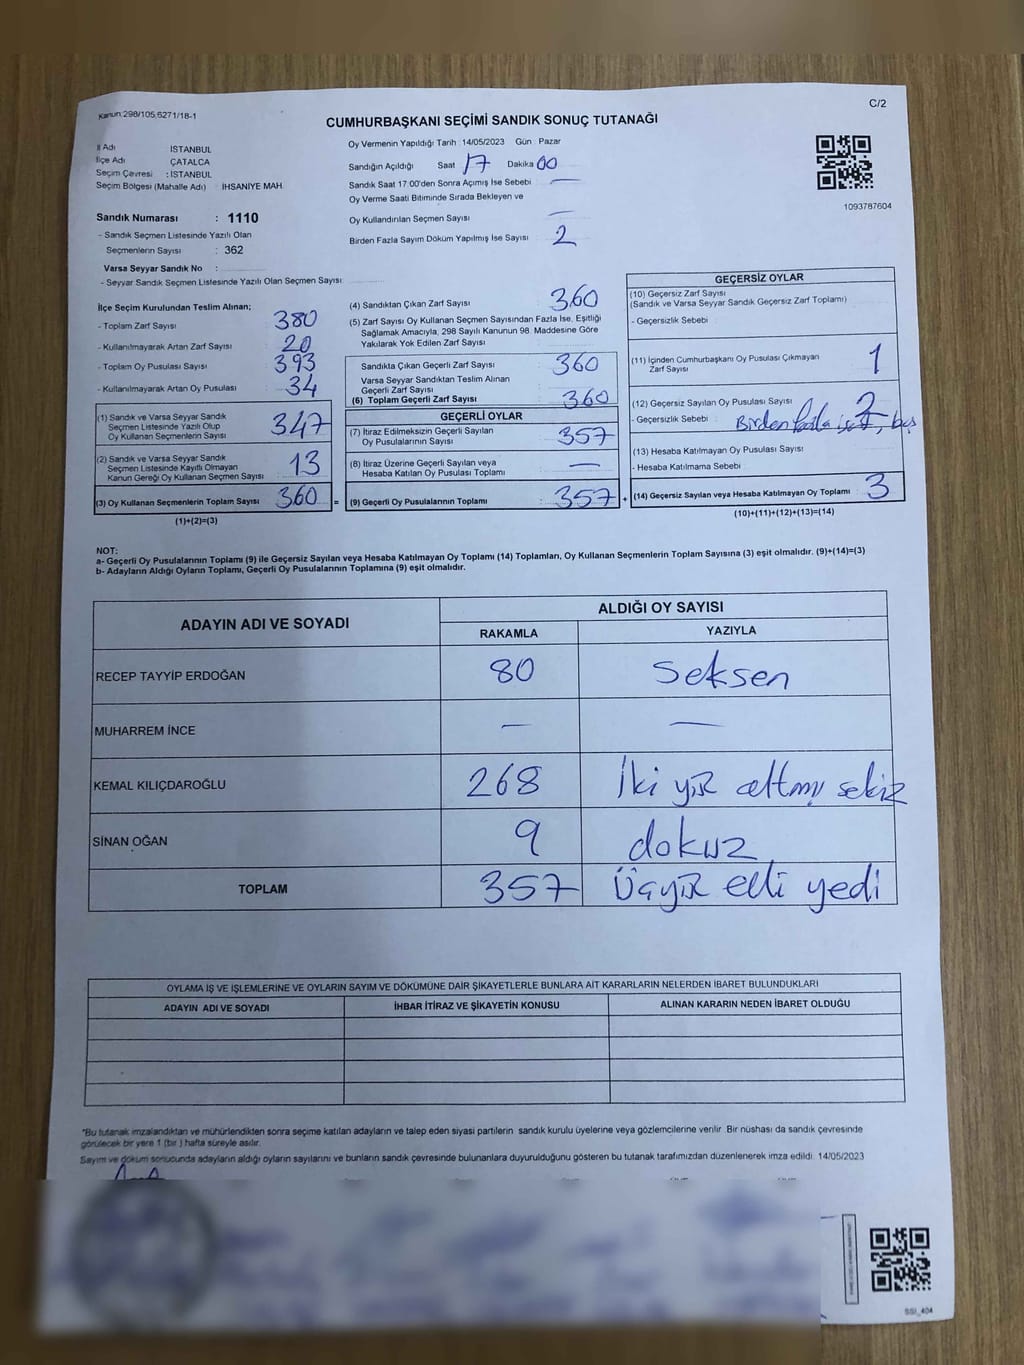 C/2
Kanun:298/105,6271/18-1
CUMHURBAŞKANI SEÇİMİ SANDIK SONUÇ TUTANAĞI
İl Adı İSTANBUL
İlçe Adı ÇATALCA
Seçim Çevresi : İSTANBUL
Seçim Bölgesi (Mahalle Adı) İHSANİYE MAH
Sandık Numarası : 1110
- Sandık Seçmen Listesinde Yazılı Olan
Seçmenlerin Sayısı : 362
Varsa Seyyar Sandık No :
- Seyyar Sandık Seçmen Listesinde Yazılı Olan Seçmen Sayısı:
Oy Vermenin Yapıldığı Tarih :14/05/2023 Gün : Pazar
Sandığın Açıldığı Saat 17 Dakika 00
Sandık Saat 17:00'den Sonra Açımış İse Sebebi —
Oy Verme Saati Bitiminde Sırada Bekleyen ve
Oy Kullandırılan Seçmen Sayısı —
Birden Fazla Sayım Döküm Yapılmış İse Sayısı 2
1093787604
İlçe Seçim Kurulundan Teslim Alınan;
- Toplam Zarf Sayısı 380
- Kullanılmayarak Artan Zarf Sayısı 20
- Toplam Oy Pusulası 393
- Kullanılmayarak Artan Oy Pusulası 34
(1) Sandık ve Varsa Seyyar Sandık
Seçmen Listesinde Yazılı Olup
Oy Kullanan Seçmenlerin Sayısı 347
(2) Sandık ve Varsa Seyyar Sandık
Seçmen Listesinde Kayıtlı Olmayan
Kanun Gereği Oy Kullanan Seçmen Sayısı 13
(3) Oy Kullanan Seçmenlerin Toplam Sayısı 360 =
(1)+(2)=(3)
(4) Sandıktan Çıkan Zarf Sayısı 360
(5) Zarf Sayısı Oy Kullanan Seçmen Sayısından Fazla İse, Eşitliği
Sağlamak Amacıyla, 298 Sayılı Kanunun 98. Maddesine Göre
Yakılarak Yok Edilen Zarf Sayısı
Sandıkta Çıkan Geçerli Zarf Sayısı 360
Varsa Seyyar Sandıktan Teslim Alınan
Geçerli Zarf Sayısı
(6) Toplam Geçerli Zarf Sayısı 360
GEÇERLİ OYLAR
(7) İtiraz Edilmeksizin Geçerli Sayılan
Oy Pusulalarının Sayısı 357
(8) İtiraz Üzerine Geçerli Sayılan veya
Hesaba Katılan Oy Pusulası Toplamı —
(9) Geçerli Oy Pusulalarının Toplamı : 357 +
GEÇERSİZ OYLAR
(10) Geçersiz Zarf Sayısı
(Sandık ve Varsa Seyyar Sandık Geçersiz Zarf Toplamı)
- Geçersizlik Sebebi
(11) İçinden Cumhurbaşkanı Oy Pusulası Çıkmayan
Zarf Sayısı 1
(12) Geçersiz Sayılan Oy Pusulası Sayısı 2
- Geçersizlik Sebebi Birden fazla
(13) Hesaba Katılmayan Oy Pusulası Sayısı
- Hesaba Katılmama Sebebi
(14) Geçersiz Sayılan veya Hesaba Katılmayan Oy Toplamı 3
(10)+(11)+(12)+(13)=(14)
NOT:
a- Geçerli Oy Pusulalarının Toplamı (9) ile Geçersiz Sayılan veya Hesaba Katılmayan Oy Toplamı (14) Toplamları, Oy Kullanan Seçmenlerin Toplam Sayısına (3) eşit olmalıdır. (9)+(14)=(3)
b- Adayların Aldığı Oyların Toplamı, Geçerli Oy Pusulalarının Toplamına (9) eşit olmalıdır.
ADAYIN ADI VE SOYADI ALDIĞI OY SAYISI
RAKAMLA YAZIYLA
RECEP TAYYİP ERDOĞAN 80 Seksen
MUHARREM İNCE — —
KEMAL KILIÇDAROĞLU 268 İki yüz altmış sekiz
SİNAN OĞAN 9 dokuz
TOPLAM 357 Üçyüz elli yedi
OYLAMA İŞ VE İŞLEMLERİNE VE OYLARIN SAYIM VE DÖKÜMÜNE DAİR ŞİKAYETLERLE BUNLARA AİT KARARLARIN NELERDEN İBARET BULUNDUKLARI
ADAYIN ADI VE SOYADI İHBAR İTİRAZ VE ŞİKAYETİN KONUSU ALINAN KARARIN NEDEN İBARET OLDUĞU
*Bu tutanak imzalandıktan ve mühürlendikten sonra seçime katılan adayların ve talep eden siyasi partilerin sandık kurulu üyelerine veya gözlemcilerine verilir. Bir nüshası da sandık çevresinde
görülecek bir yere 1 (bir ) hafta süreyle asılır.
Sayım ve döküm sonucunda adayların aldığı oyların sayılarını ve bunların sandık çevresinde bulunanlara duyurulduğunu gösteren bu tutanak tarafımızdan düzenlenerek imza edildi. 14/05/2023
SSI_404